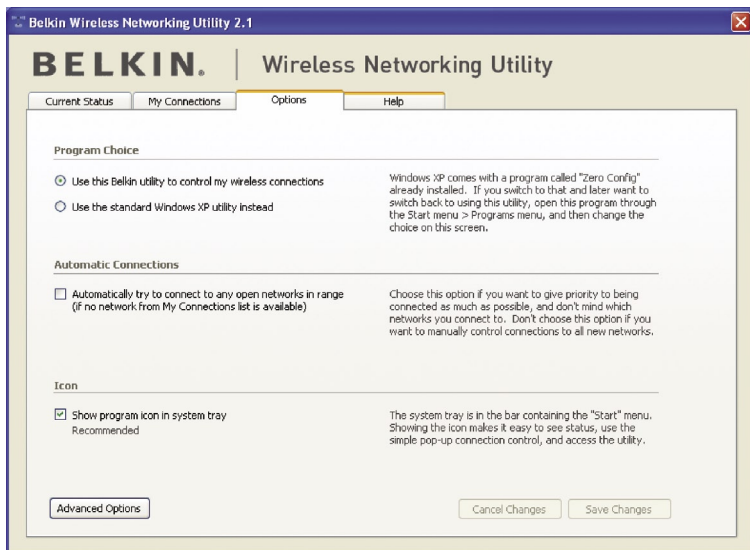 Belkin Wireless Networking Utility 2.1
BELKIN. | Wireless Networking Utility
Current Status
My Connections
Options
Help
Program Choice
Use this Belkin utility to control my wireless connections
Use the standard Windows XP utility instead
Windows XP comes with a program called "Zero Config"
already installed. If you switch to that and later want to
switch back to using this utility, open this program through
the Start menu > Programs menu, and then change the
choice on this screen.
Automatic Connections
Automatically try to connect to any open networks in range
(if no network from My Connections list is available)
Choose this option if you want to give priority to being
connected as much as possible, and don't mind which
networks you connect to. Don't choose this option if you
want to manually control connections to all new networks.
Icon
Show program icon in system tray
Recommended
The system tray is in the bar containing the "Start" menu.
Showing the icon makes it easy to see status, use the
simple pop-up connection control, and access the utility.
Advanced Options
Cancel Changes
Save Changes